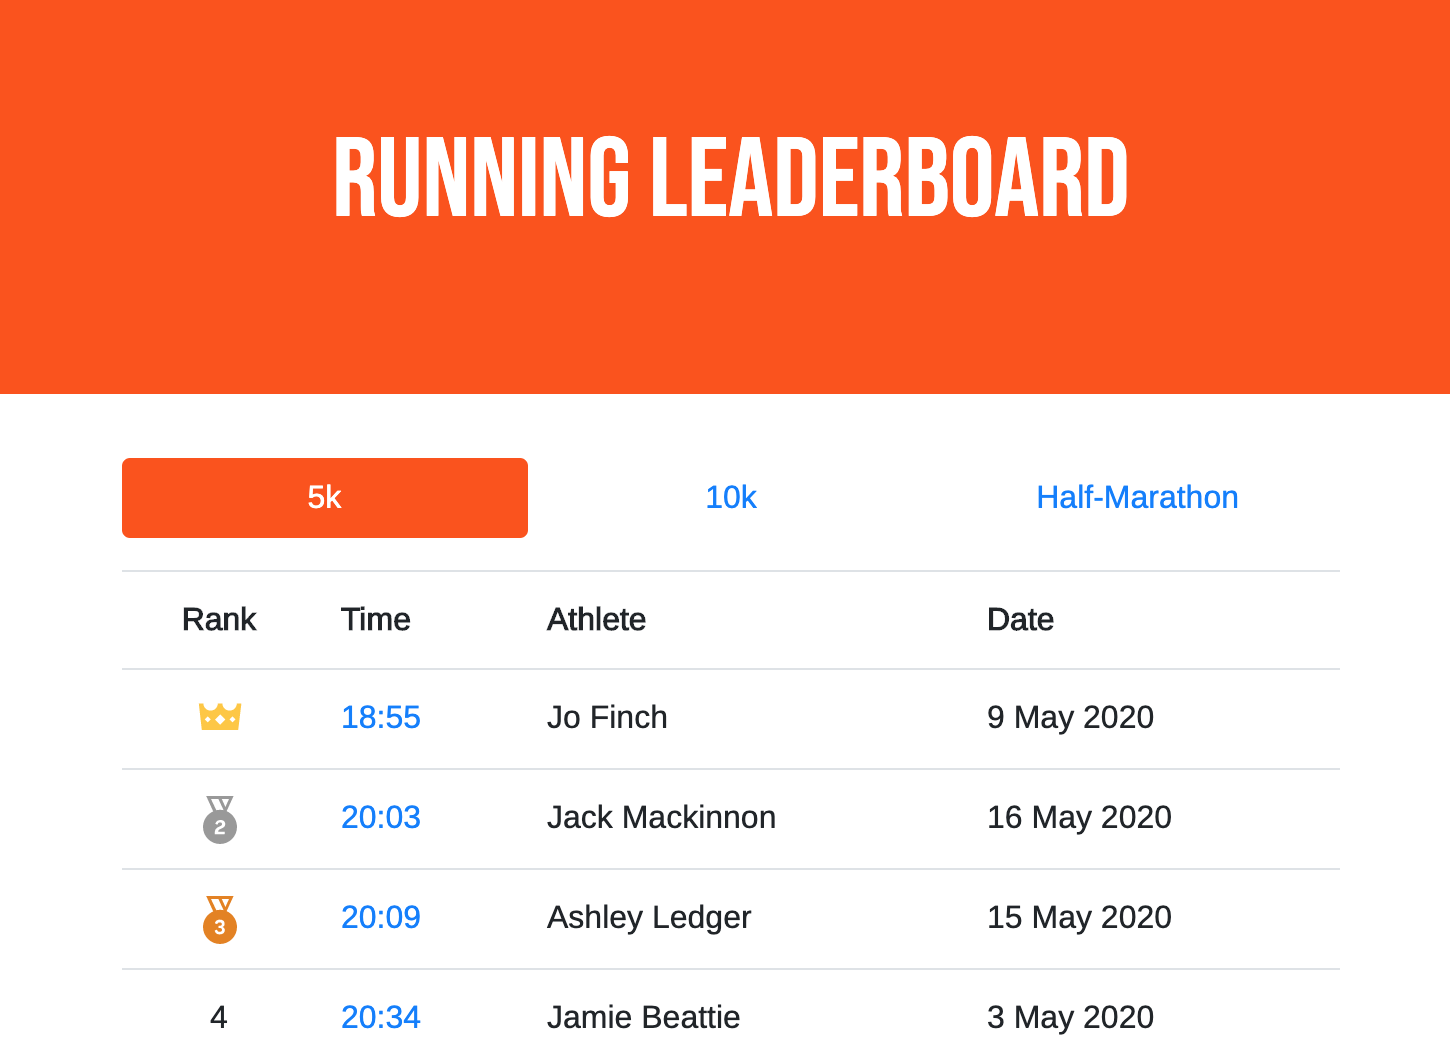 RUNNING LEADERBOARD
5k 10k Half-Marathon
Rank Time Athlete Date
18:55 Jo Finch 9 May 2020
2 20:03 Jack Mackinnon 16 May 2020
3 20:09 Ashley Ledger 15 May 2020
4 20:34 Jamie Beattie 3 May 2020